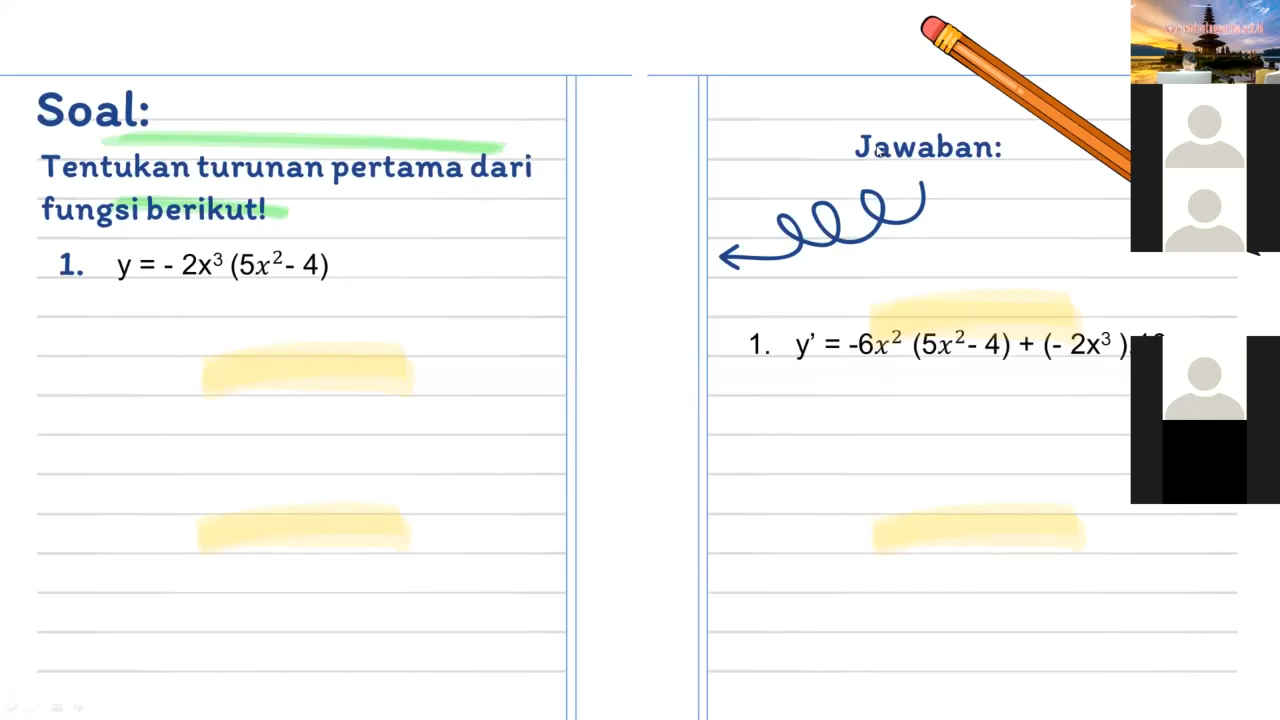 Soal:
Tentukan turunan pertama dari
fungsi berikut!
1. y = - 2x³ (5x² - 4)
Jawaban:
1. y’ = -6x² (5x² - 4) + (- 2x³ )